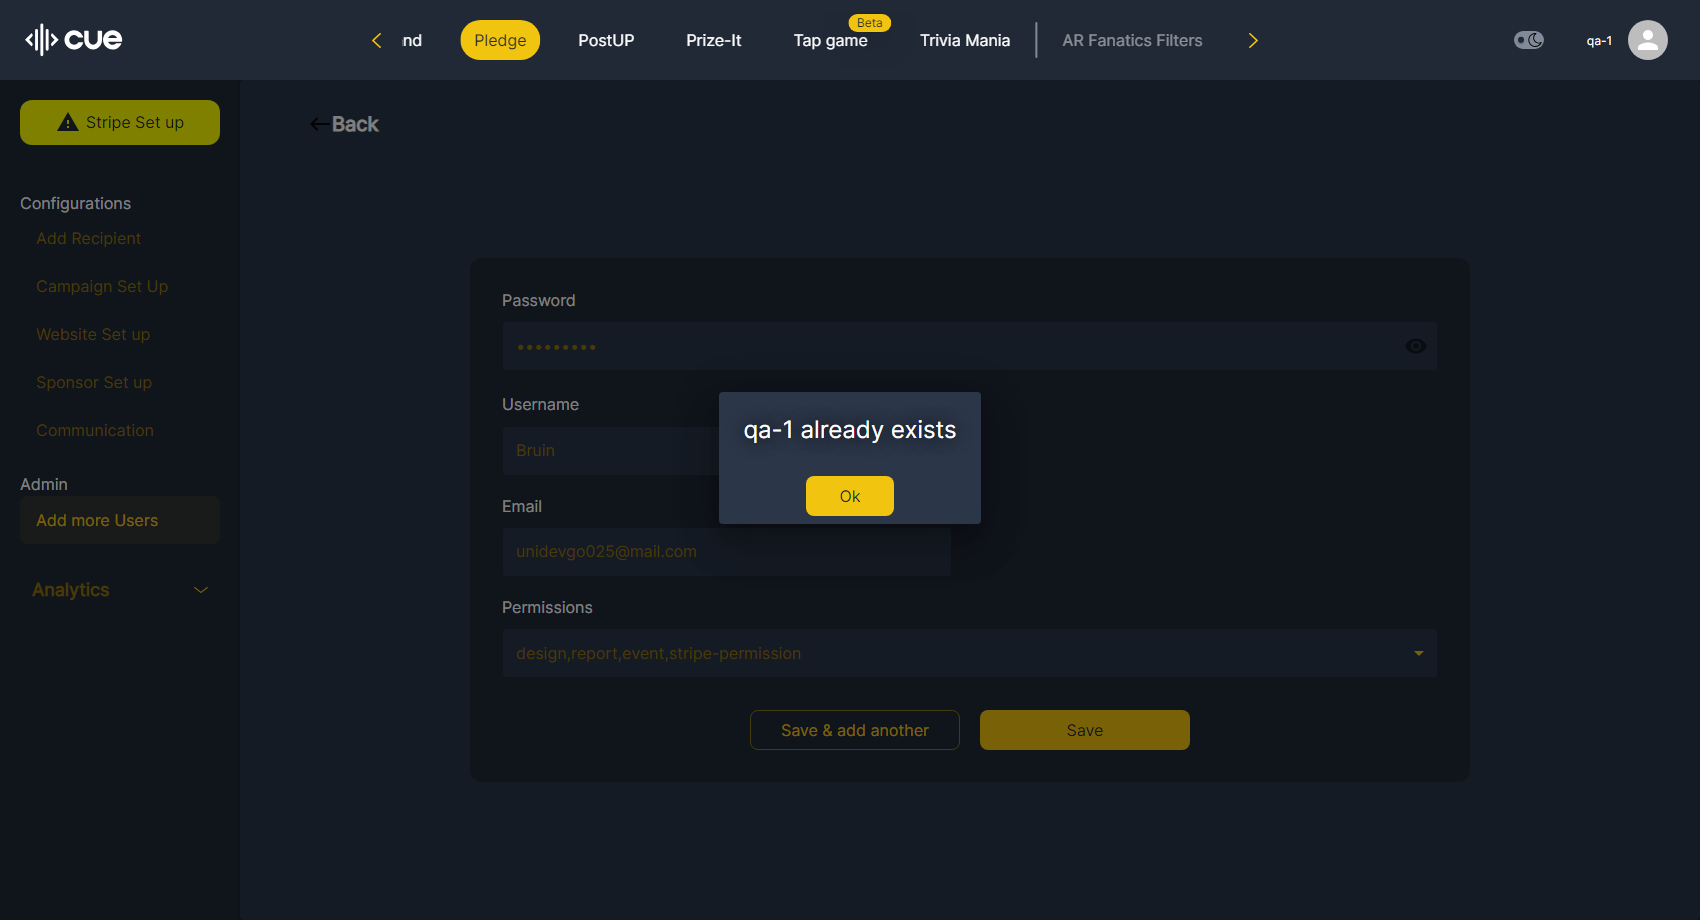 cue
nd
Pledge
PostUP
Prize-It
Tap game
Beta
Trivia Mania
AR Fanatics Filters
qa-1
Stripe Set up
Back
Configurations
Add Recipient
Campaign Set Up
Website Set up
Sponsor Set up
Communication
Admin
Add more Users
Analytics
Password
Username
Bruin
Email
unidevgo025@mail.com
Permissions
design,report,event,stripe-permission
Save & add another
Save
qa-1 already exists
Ok